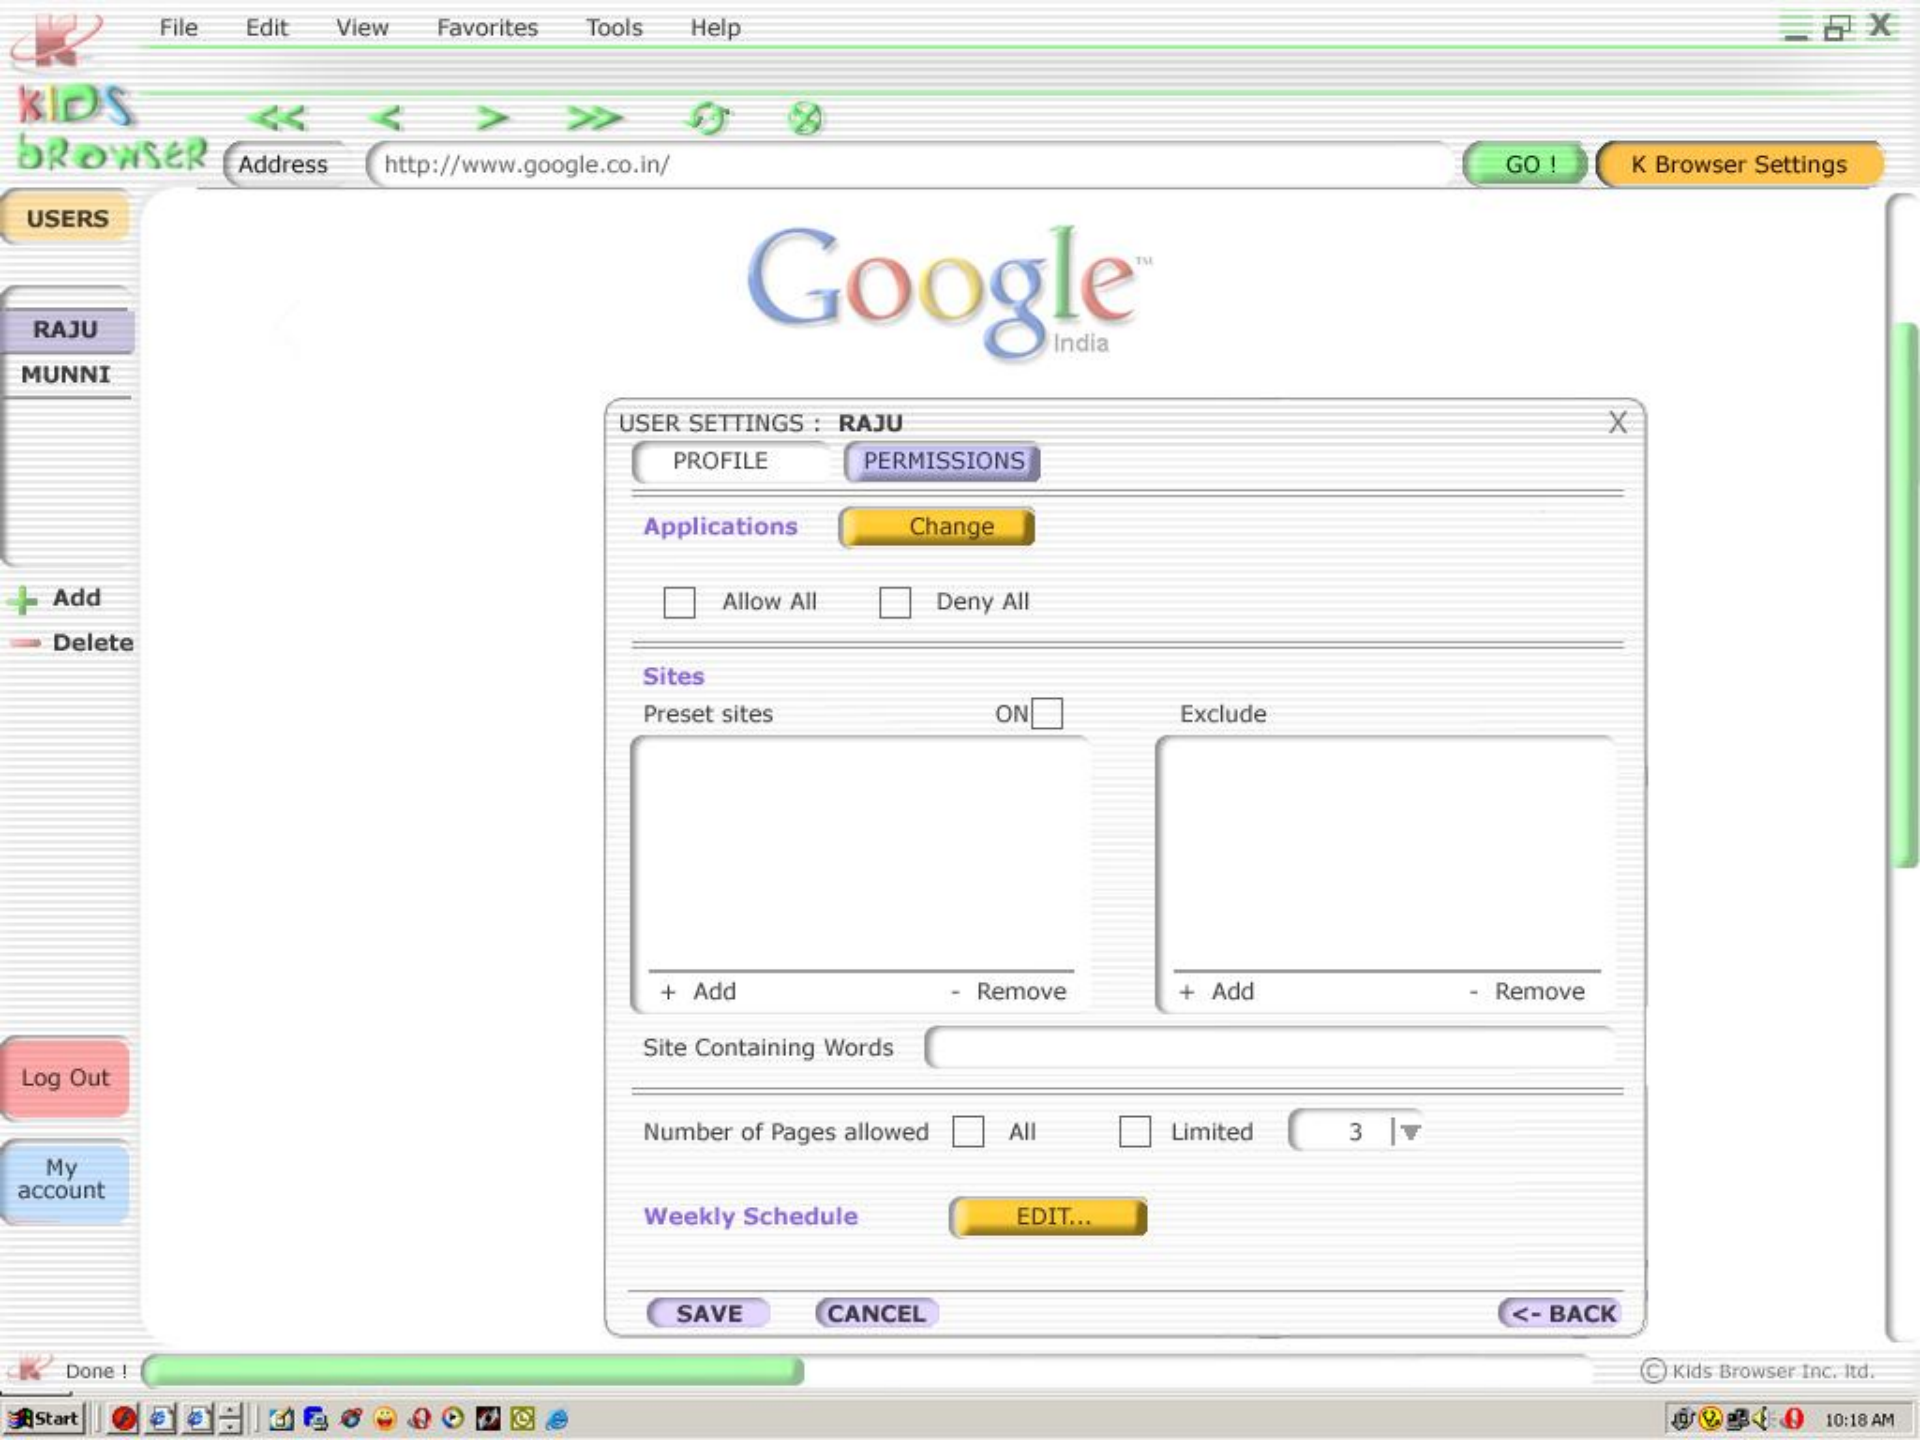 File Edit View Favorites Tools Help X
KIDS
BROWSER
<< < > >>
Address http://www.google.co.in/ GO ! K Browser Settings
USERS
Google™
India
RAJU
MUNNI
+ Add
- Delete
Log Out
My
account
USER SETTINGS : RAJU X
PROFILE PERMISSIONS
Applications Change
Allow All Deny All
Sites
Preset sites ON Exclude
+ Add - Remove + Add - Remove
Site Containing Words
Number of Pages allowed All Limited 3
Weekly Schedule EDIT...
SAVE CANCEL <- BACK
Done ! © Kids Browser Inc. ltd.
Start 10:18 AM